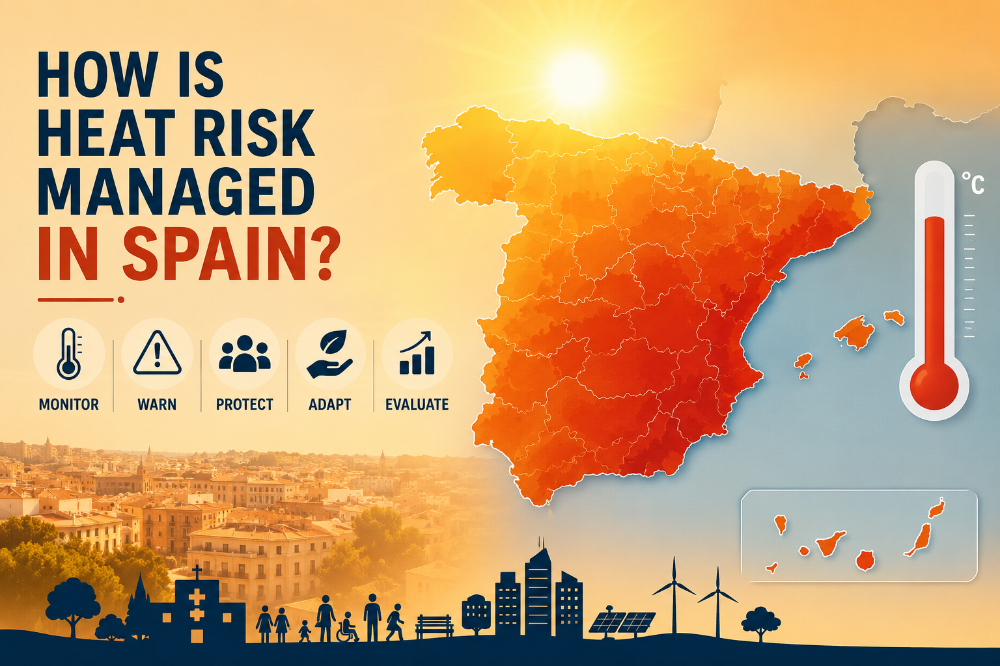 HOW IS
HEAT RISK
MANAGED
IN SPAIN?
MONITOR
WARN
PROTECT
ADAPT
EVALUATE
°C